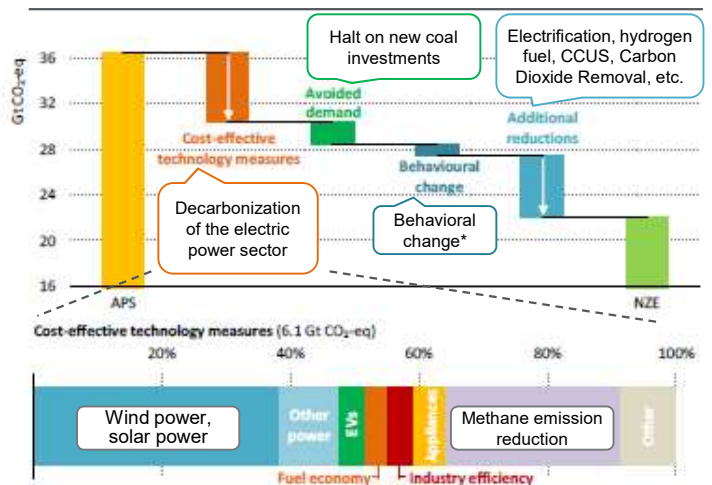 GtCO₂-eq
36
32
28
24
20
16
Halt on new coal
investments
Electrification, hydrogen
fuel, CCUS, Carbon
Dioxide Removal, etc.
Avoided
demand
Additional
reductions
Cost-effective
technology measures
Behavioural
change
Decarbonization
of the electric
power sector
Behavioral
change*
APS
NZE
Cost-effective technology measures (6.1 Gt CO₂-eq)
20%
40%
60%
80%
100%
Wind power,
solar power
Other
power
EVs
Appliances
Methane emission
reduction
Other
Fuel economy
Industry efficiency